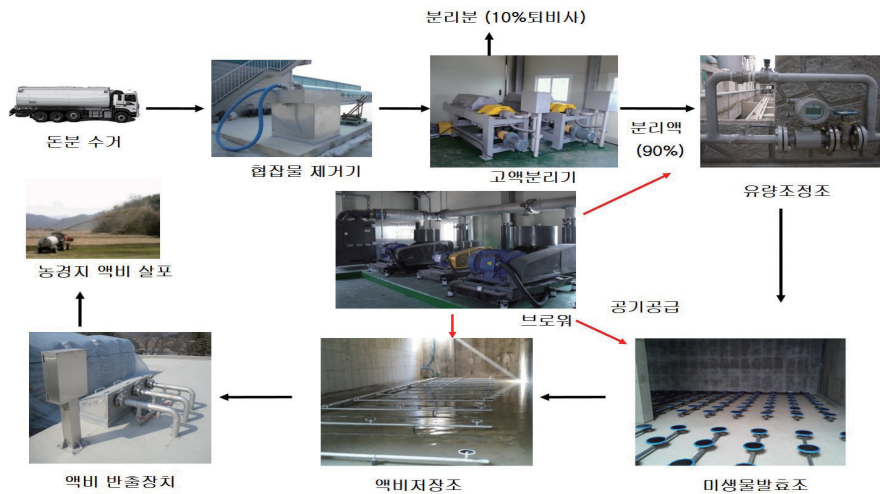 분리분 (10%퇴비사)
돈분 수거
협잡물 제거기
고액분리기
분리액
(90%)
유량조정조
농경지 액비 살포
브로워
공기공급
액비 반출장치
액비저장조
미생물발효조